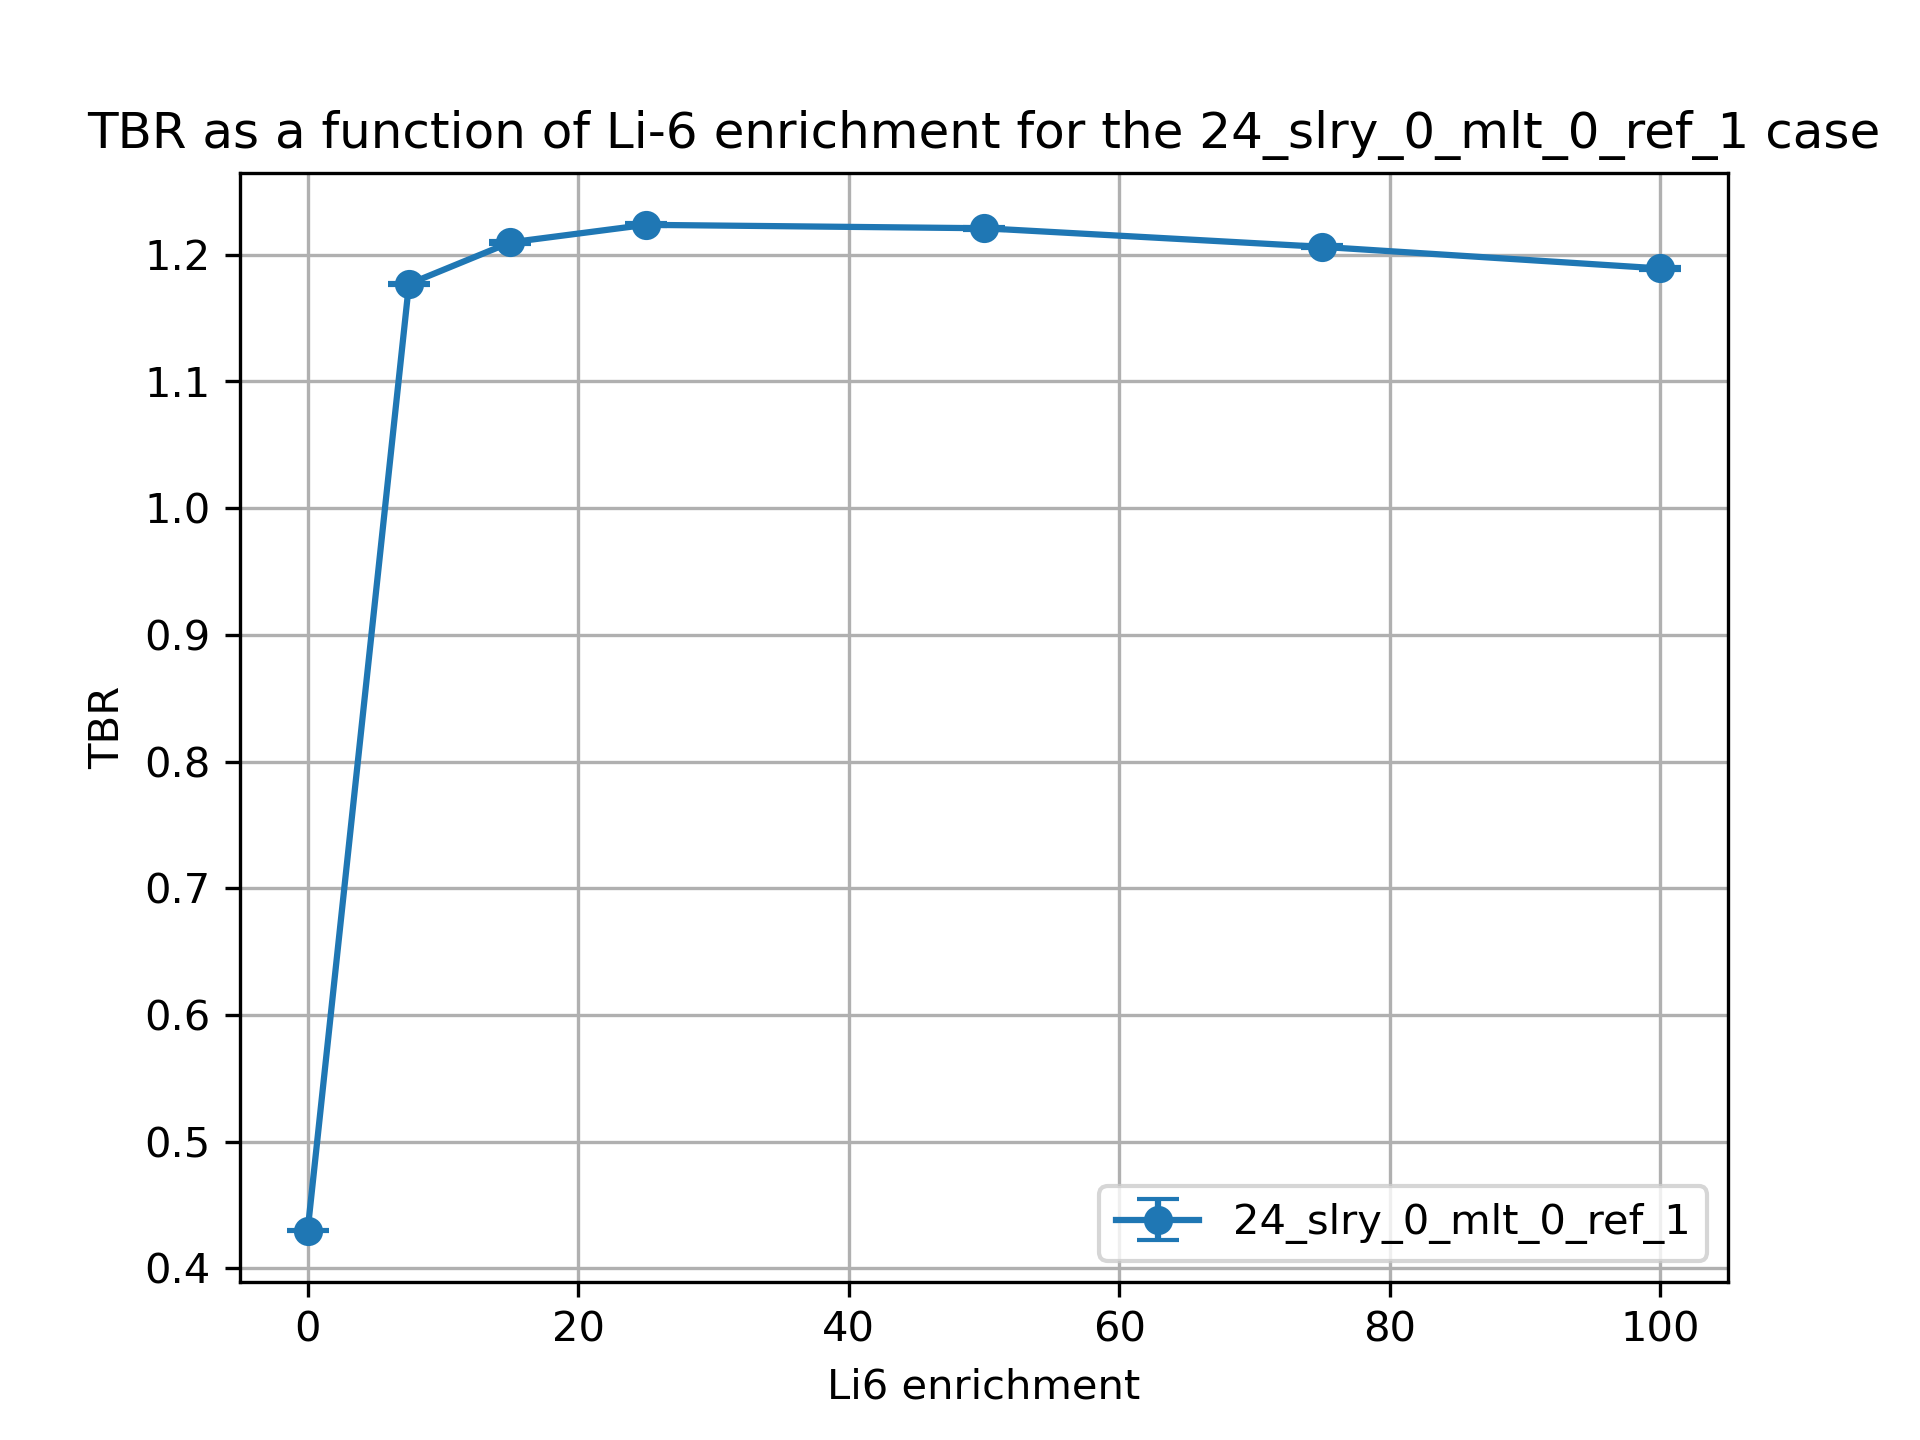 TBR as a function of Li-6 enrichment for the 24_slry_0_mlt_0_ref_1 case
1.2
1.1
1.0
0.9
0.8
0.7
0.6
0.5
0.4
TBR
24_slry_0_mlt_0_ref_1
0 20 40 60 80 100
Li6 enrichment